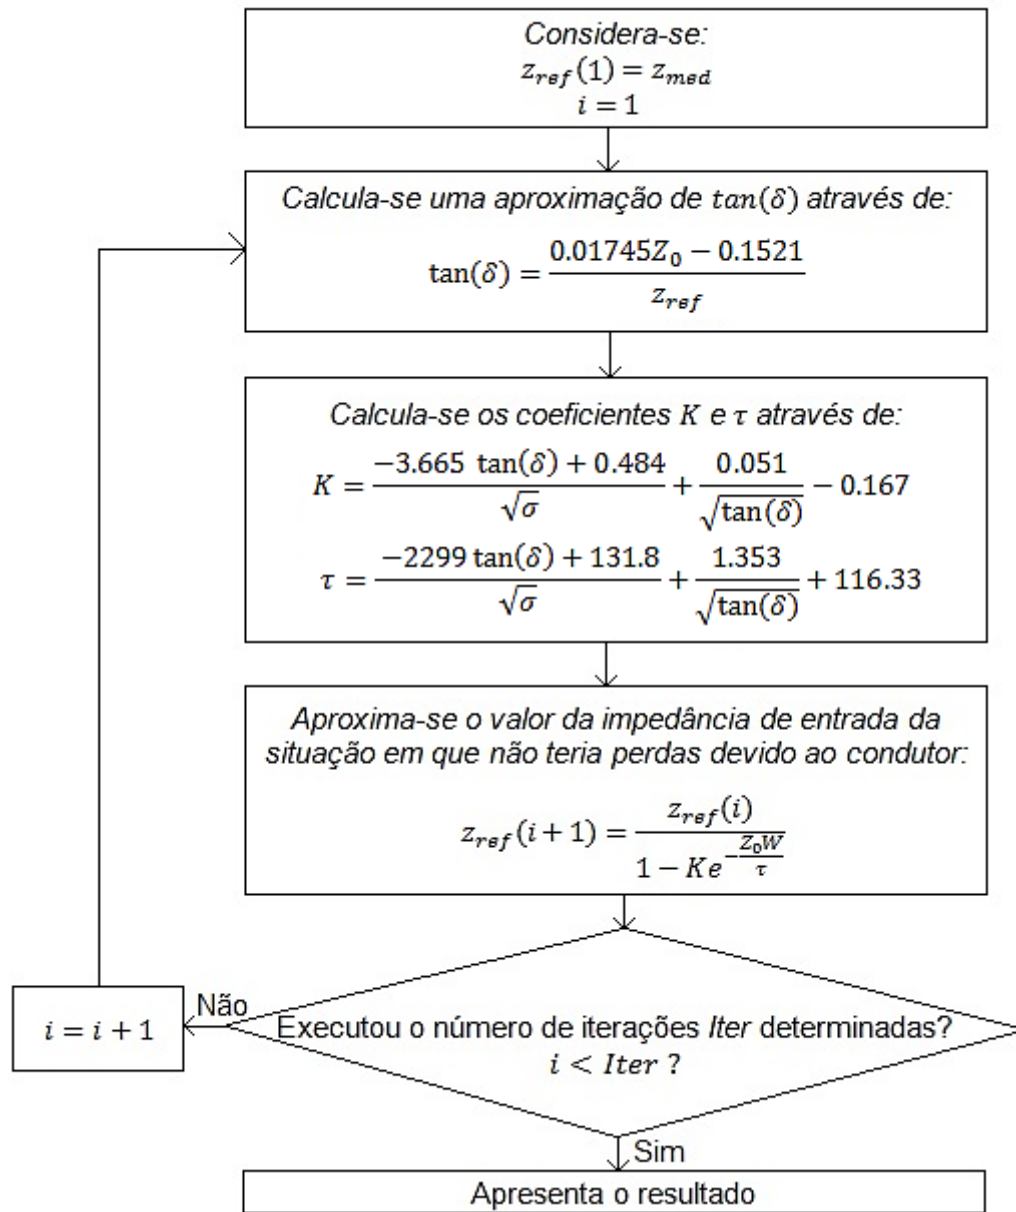 Considera-se:
z_ref(1) = z_med
i = 1
Calcula-se uma aproximação de tan(δ) através de:
tan(δ) = (0.01745Z_0 − 0.1521) / z_ref
Calcula-se os coeficientes K e τ através de:
K = (−3.665 tan(δ) + 0.484) / √σ + 0.051 / √tan(δ) − 0.167
τ = (−2299 tan(δ) + 131.8) / √σ + 1.353 / √tan(δ) + 116.33
Aproxima-se o valor da impedância de entrada da
situação em que não teria perdas devido ao condutor:
z_ref(i + 1) = z_ref(i) / (1 − Ke^(−Z_0W/τ))
Não
i = i + 1
Executou o número de iterações Iter determinadas?
i < Iter ?
Sim
Apresenta o resultado